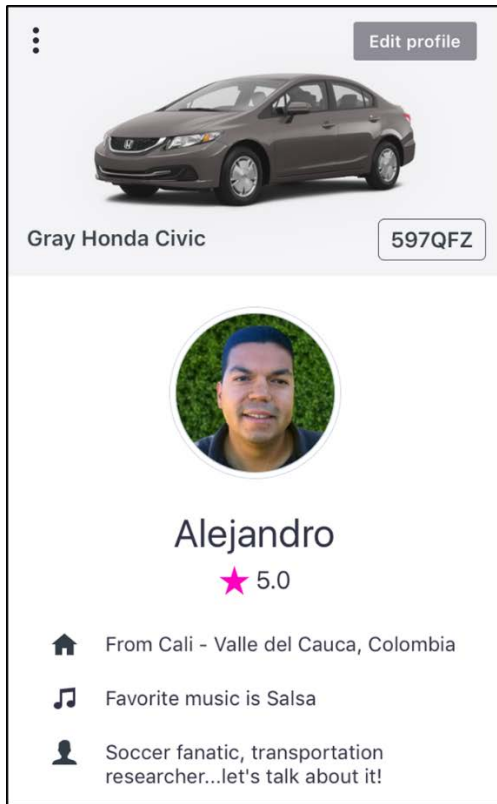 Edit profile
Gray Honda Civic
597QFZ
Alejandro
5.0
From Cali - Valle del Cauca, Colombia
Favorite music is Salsa
Soccer fanatic, transportation
researcher...let's talk about it!